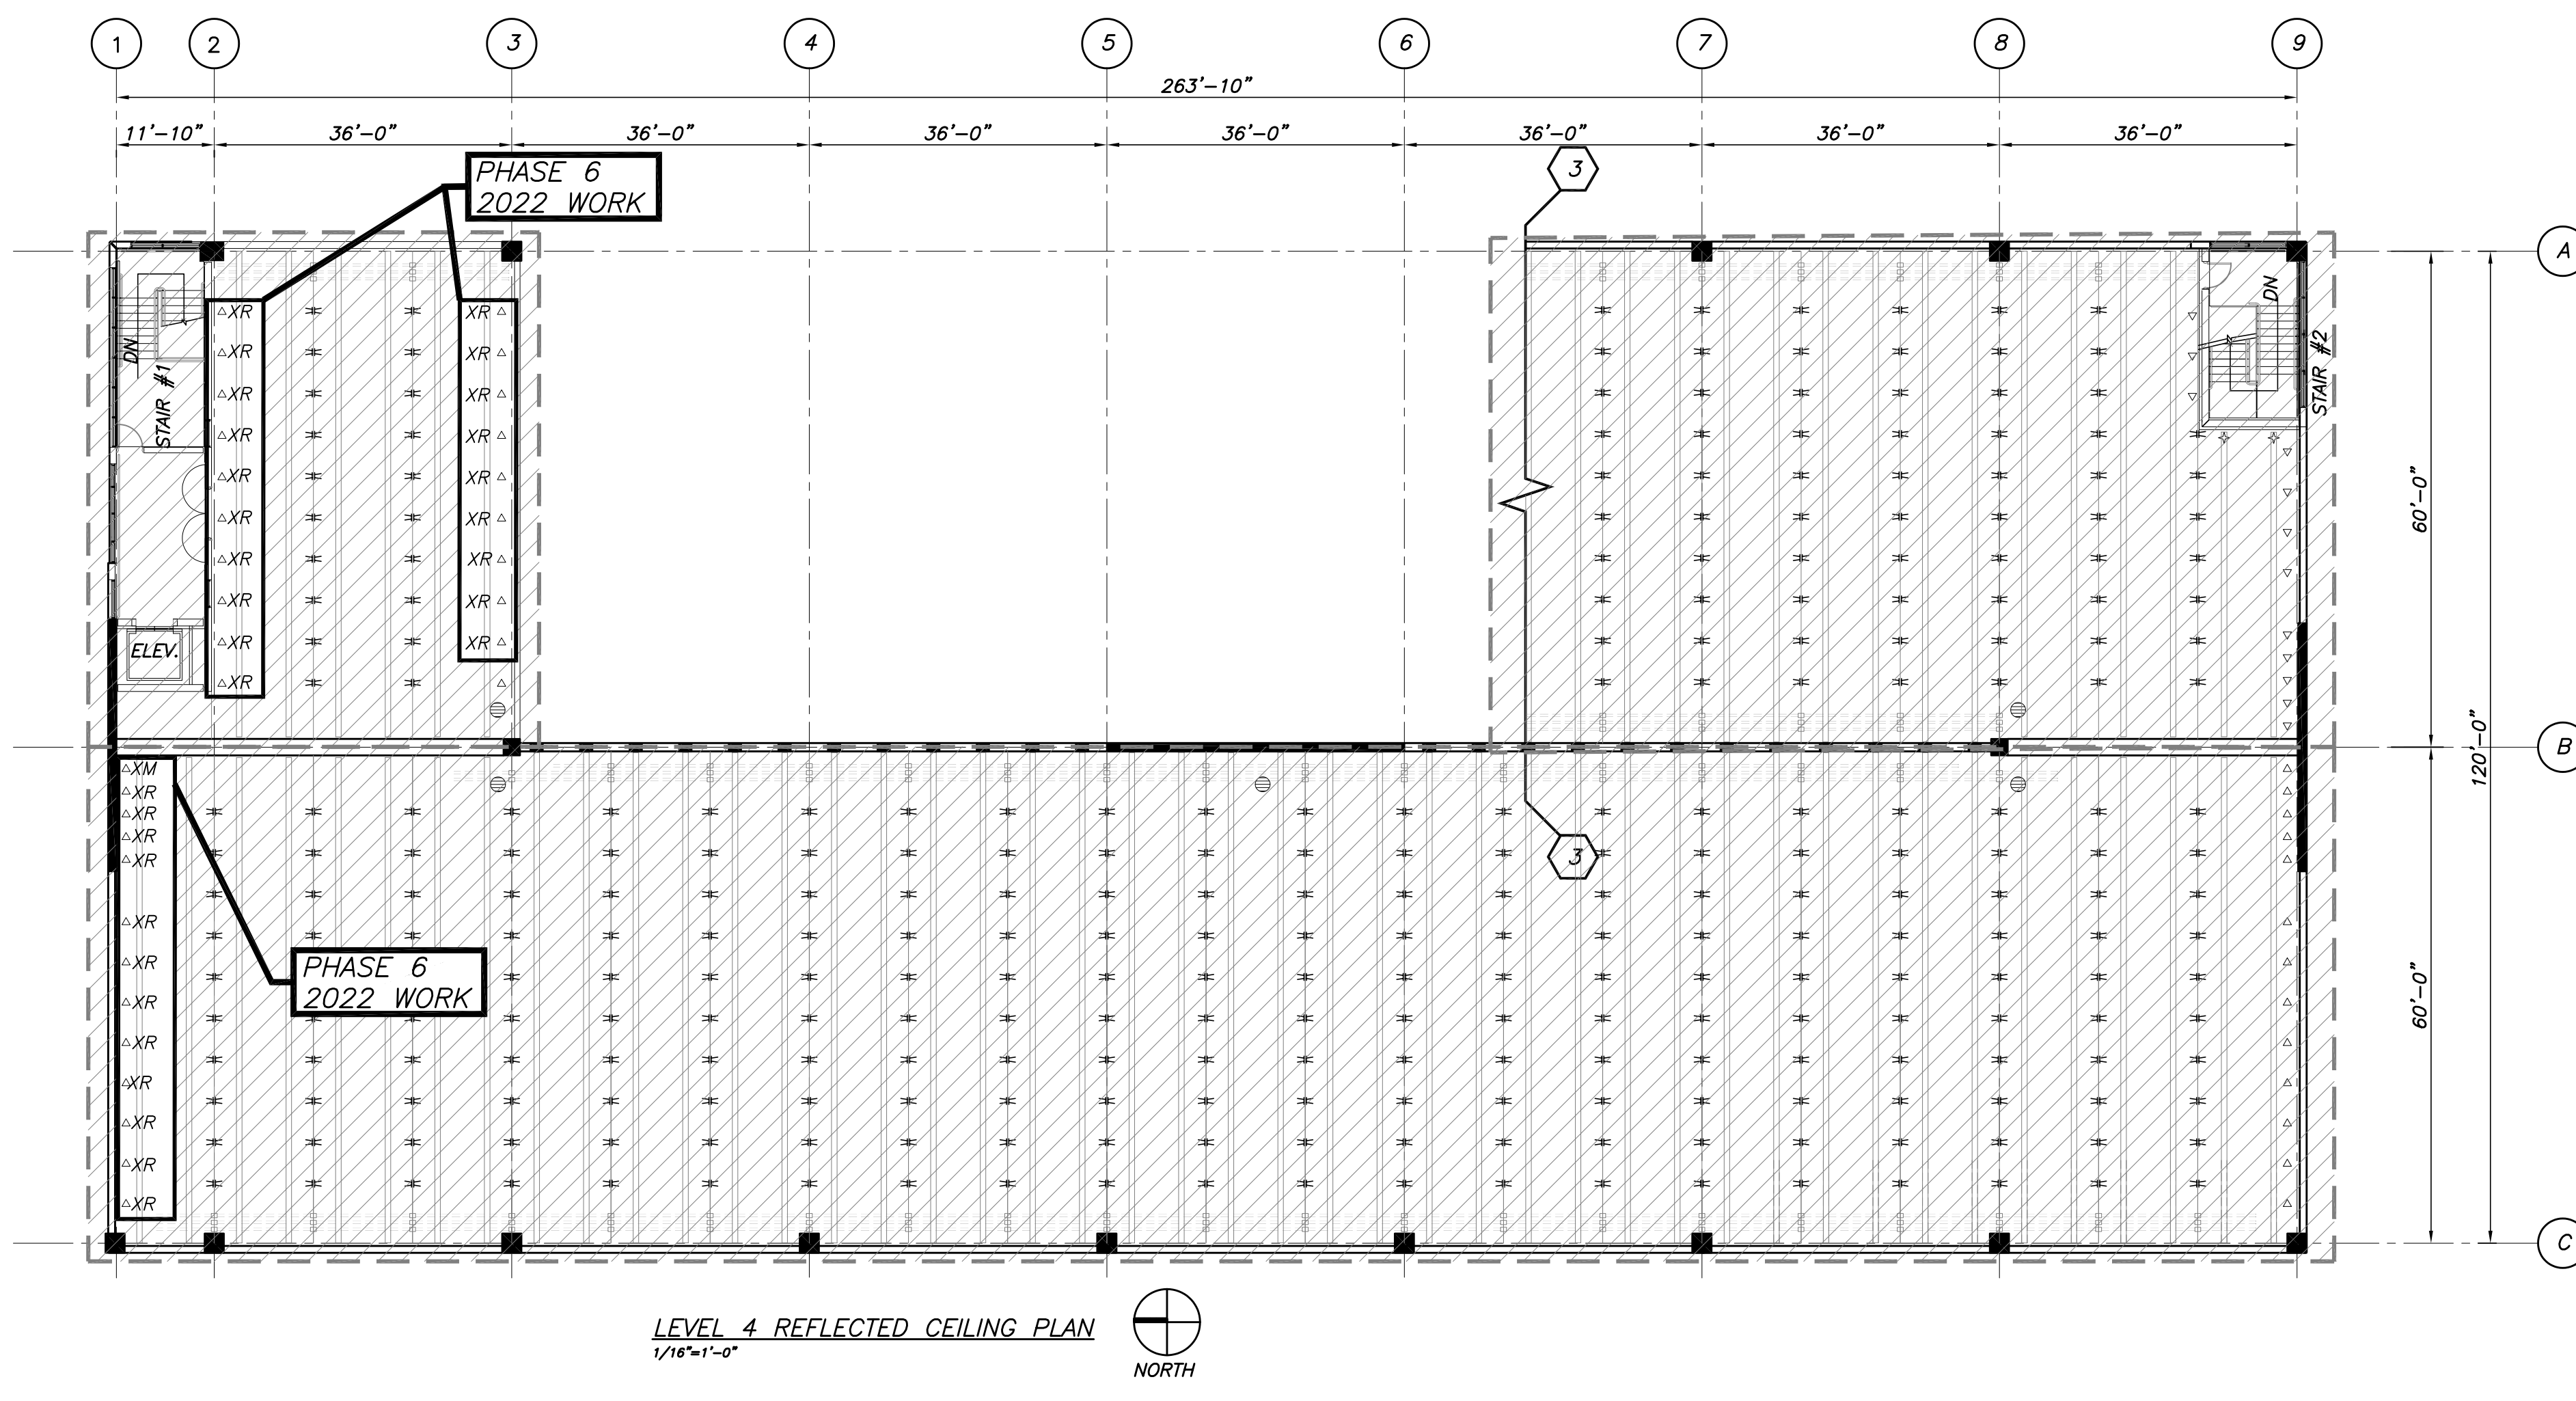 1 2 3 4 5 6 7 8 9
263'-10"
11'-10" 36'-0" 36'-0" 36'-0" 36'-0" 36'-0" 36'-0" 36'-0"
PHASE 6
2022 WORK
3
A
DN
STAIR #1
DN
STAIR #2
XR XR
XR XR
XR XR
XR XR
XR XR
XR XR
XR XR
XR XR
XR XR
XR
ELEV.
60'-0"
120'-0"
B
XM
XR
XR
XR
XR
3
XR
XR
XR
XR
XR
XR
XR
XR
PHASE 6
2022 WORK
60'-0"
C
LEVEL 4 REFLECTED CEILING PLAN
1/16"=1'-0"
NORTH